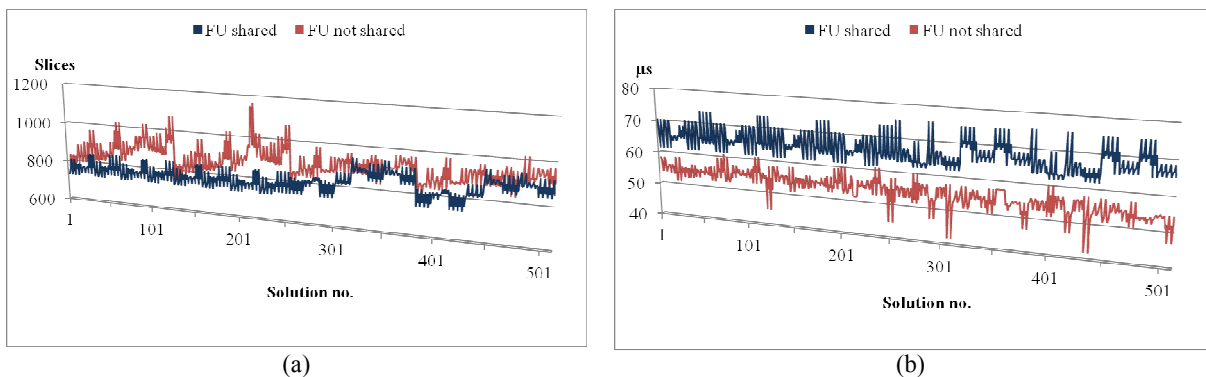 FU shared FU not shared
Slices
1200
1000
800
600
1
101
201
301
401
501
Solution no.
(a)
FU shared FU not shared
µs
80
70
60
50
40
1
101
201
301
401
501
Solution no.
(b)